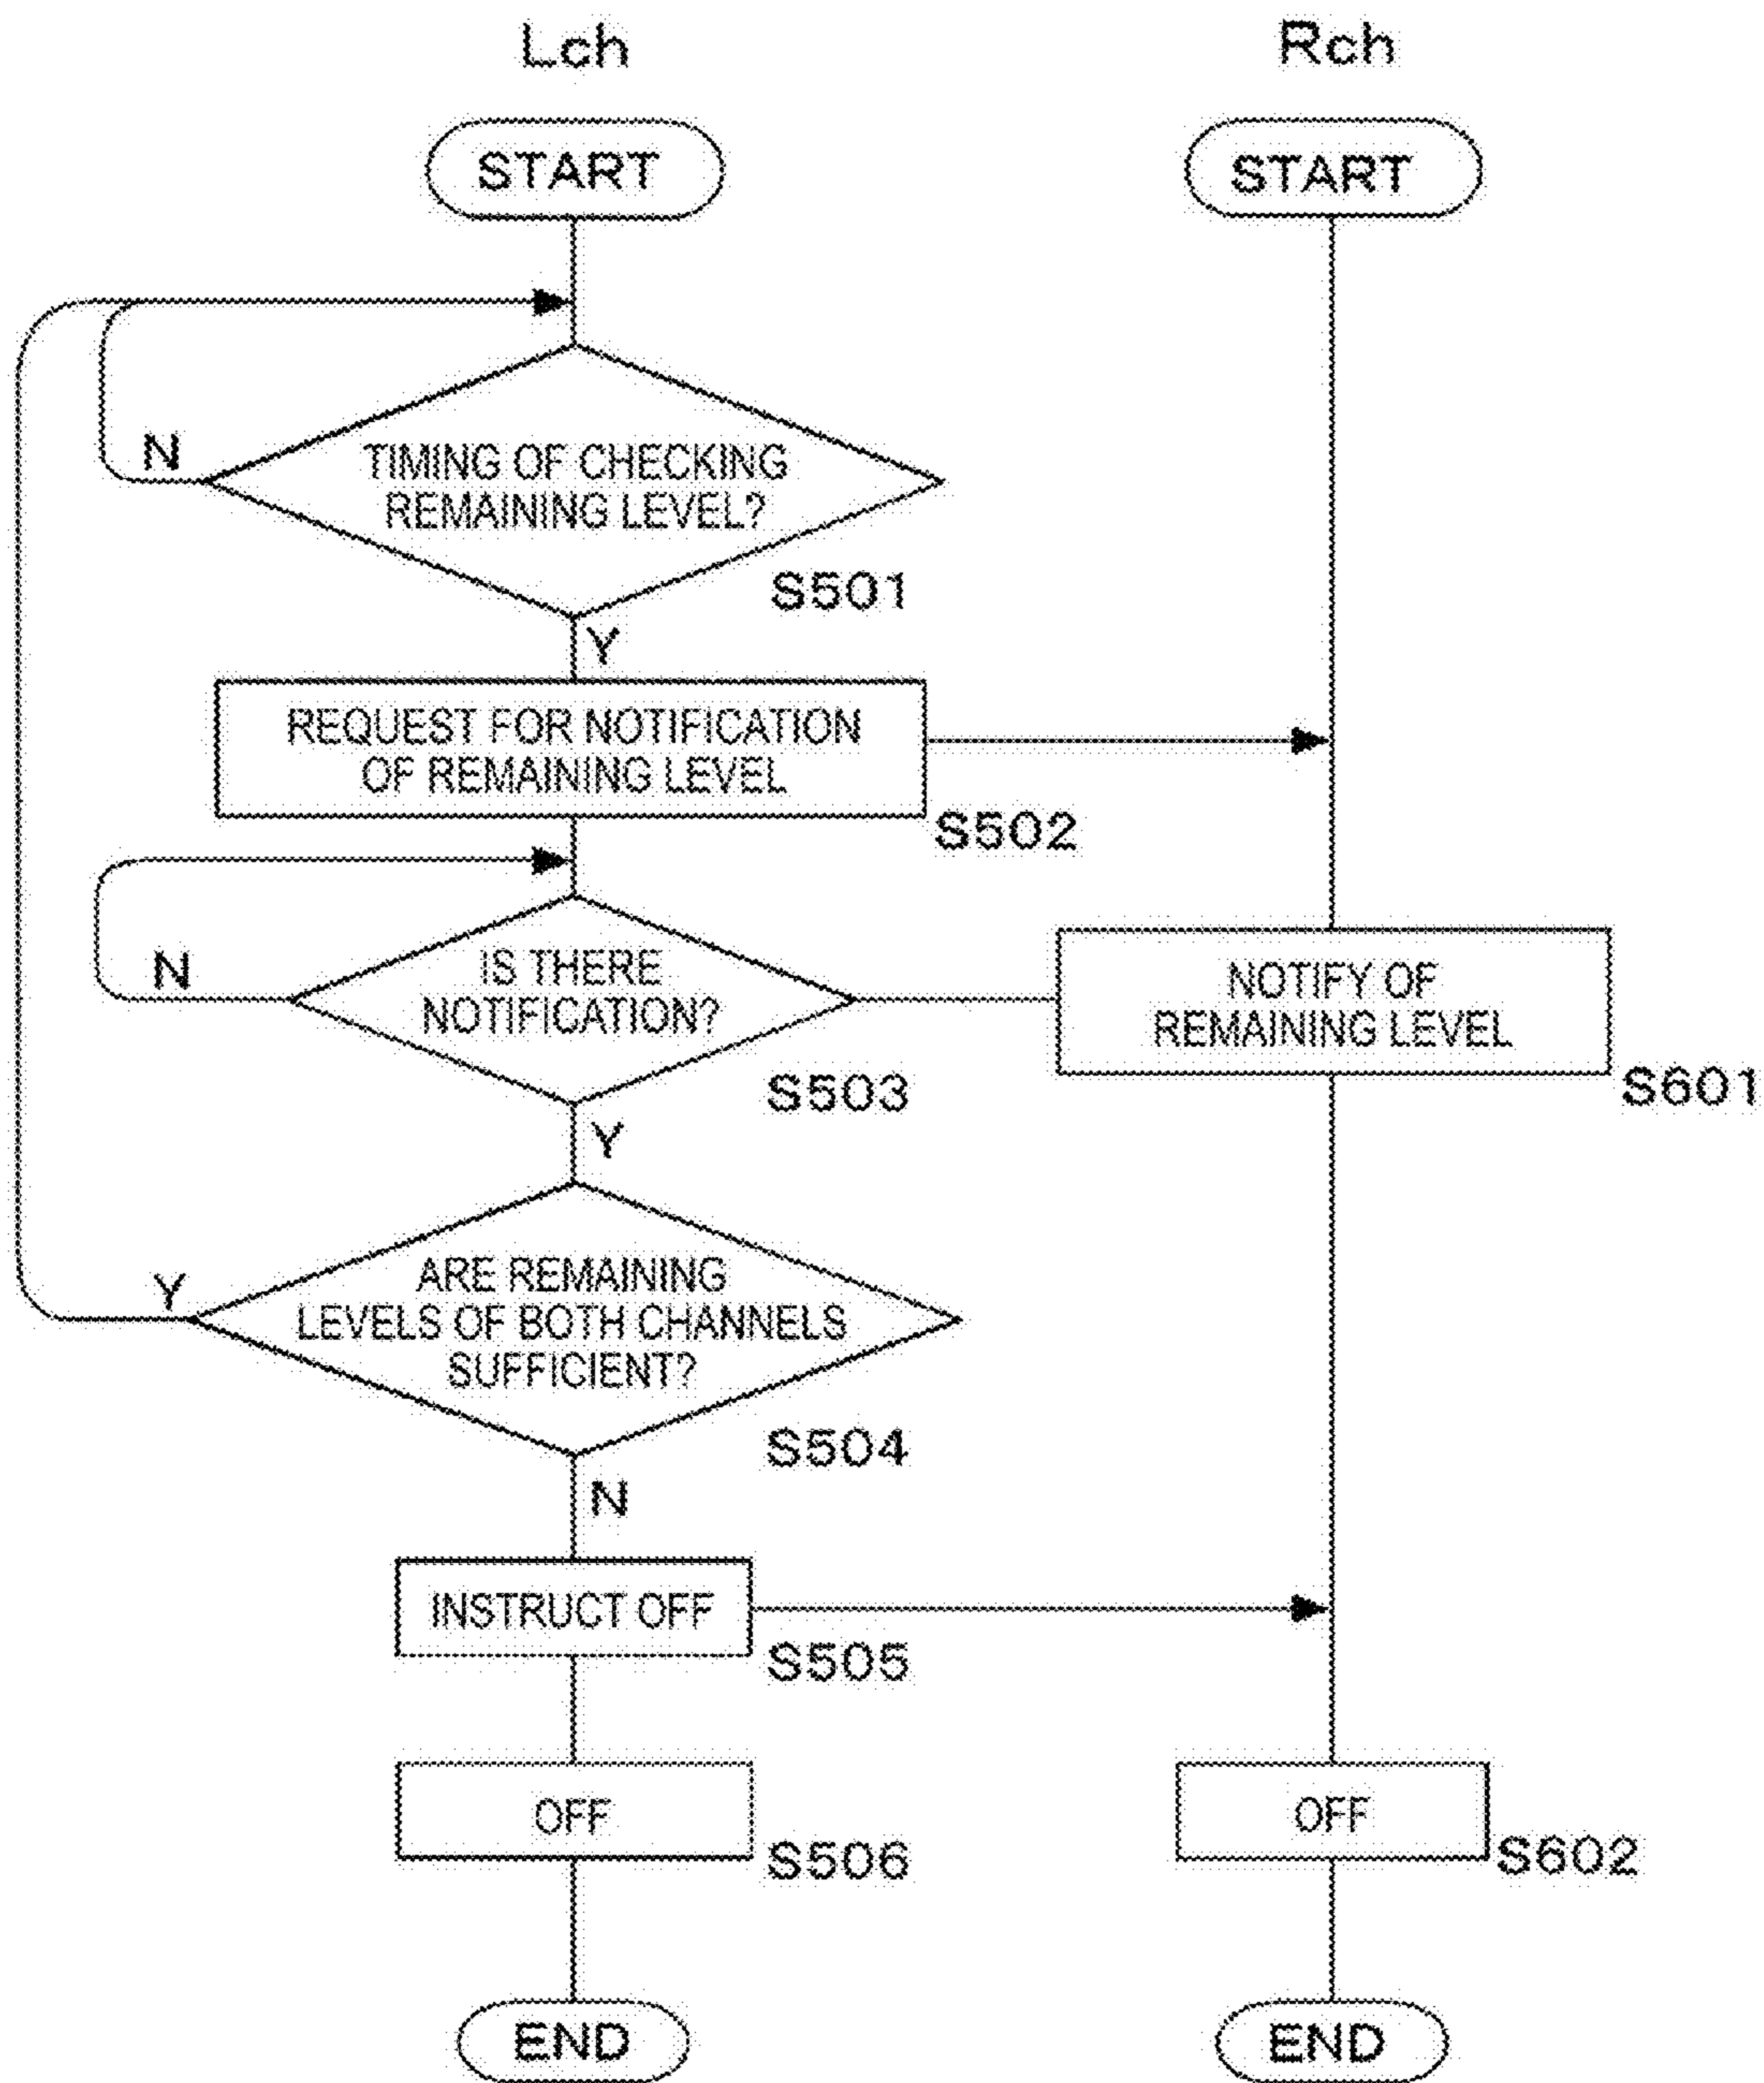 Lch
Rch
START
START
N
TIMING OF CHECKING
REMAINING LEVEL?
S501
Y
REQUEST FOR NOTIFICATION
OF REMAINING LEVEL
S502
N
IS THERE
NOTIFICATION?
S503
NOTIFY OF
REMAINING LEVEL
S601
Y
Y
ARE REMAINING
LEVELS OF BOTH CHANNELS
SUFFICIENT?
S504
N
INSTRUCT OFF
S505
OFF
S506
OFF
S602
END
END